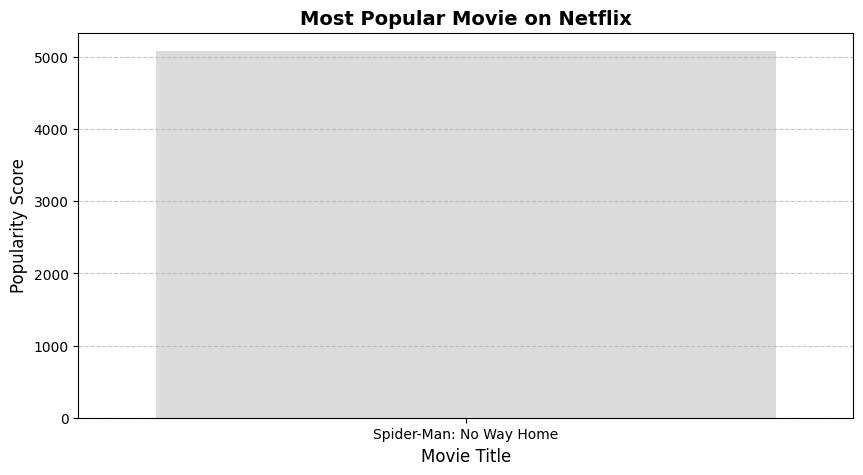 Most Popular Movie on Netflix
Popularity Score
5000
4000
3000
2000
1000
0
Spider-Man: No Way Home
Movie Title